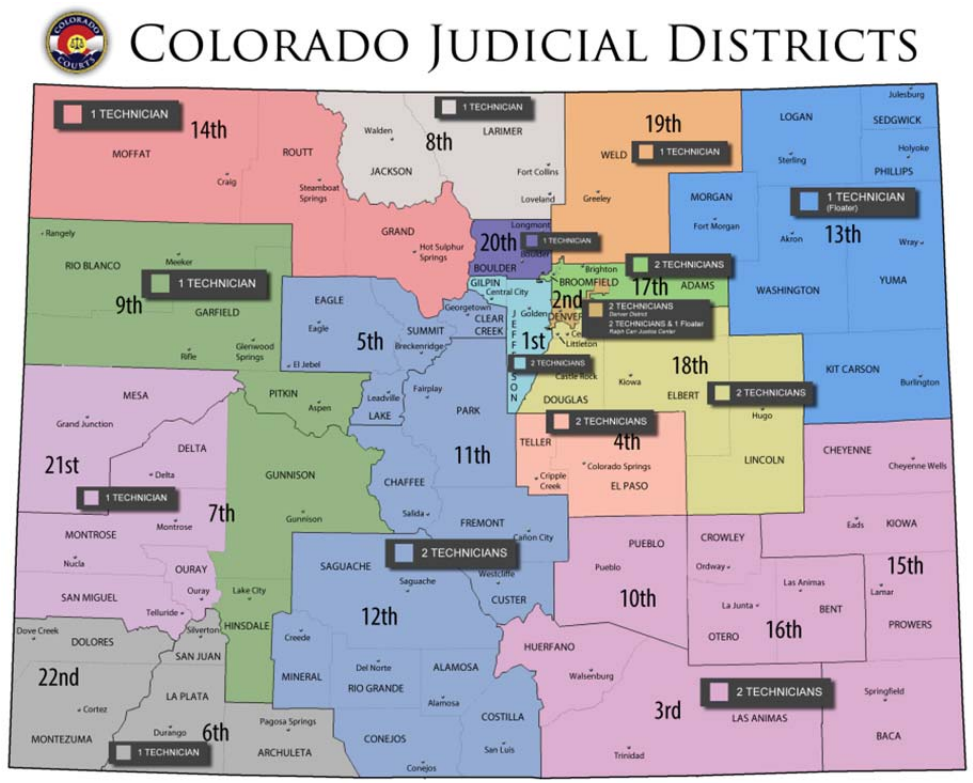 COLORADO
COURTS
COLORADO JUDICIAL DISTRICTS
1 TECHNICIAN
14th
MOFFAT
ROUTT
Craig
Steamboat
Springs
GRAND
Hot Sulphur
Springs
1 TECHNICIAN
8th
LARIMER
Walden
JACKSON
Fort Collins
Loveland
19th
WELD
1 TECHNICIAN
Greeley
LOGAN
Julesburg
SEDGWICK
Sterling
Holyoke
PHILLIPS
MORGAN
Fort Morgan
1 TECHNICIAN
(Floater)
13th
Akron
Wray
WASHINGTON
YUMA
KIT CARSON
Burlington
Rangely
RIO BLANCO
Meeker
1 TECHNICIAN
9th
GARFIELD
Rifle
Glenwood
Springs
PITKIN
Aspen
GUNNISON
Gunnison
Lake City
HINSDALE
Longmont
20th
1 TECHNICIAN
Boulder
BOULDER
GILPIN
Central City
Brighton
BROOMFIELD
2 TECHNICIANS
17th
ADAMS
2nd
DENVER
2 TECHNICIANS
Denver District
2 TECHNICIANS & 1 Floater
Ralph Carr Justice Center
Golden
JEFFERSON
1st
2 TECHNICIANS
Littleton
Castle Rock
18th
Kiowa
DOUGLAS
ELBERT
2 TECHNICIANS
Hugo
LINCOLN
EAGLE
Eagle
El Jebel
5th
SUMMIT
Breckenridge
Georgetown
CLEAR
CREEK
Leadville
LAKE
Fairplay
PARK
11th
CHAFFEE
Salida
FREMONT
Cañon City
Westcliffe
CUSTER
2 TECHNICIANS
TELLER
4th
Colorado Springs
Cripple
Creek
EL PASO
MESA
Grand Junction
21st
1 TECHNICIAN
DELTA
Delta
7th
MONTROSE
Montrose
Nucla
OURAY
Ouray
SAN MIGUEL
Telluride
2 TECHNICIANS
SAGUACHE
Saguache
12th
Creede
MINERAL
Del Norte
RIO GRANDE
ALAMOSA
Alamosa
CONEJOS
Conejos
COSTILLA
San Luis
PUEBLO
Pueblo
10th
CROWLEY
Ordway
Las Animas
La Junta
BENT
OTERO
16th
CHEYENNE
Cheyenne Wells
Eads
KIOWA
15th
Lamar
PROWERS
Springfield
BACA
HUERFANO
Walsenburg
3rd
2 TECHNICIANS
LAS ANIMAS
Trinidad
Dove Creek
DOLORES
22nd
Cortez
MONTEZUMA
Silverton
SAN JUAN
LA PLATA
Durango
6th
1 TECHNICIAN
Pagosa Springs
ARCHULETA